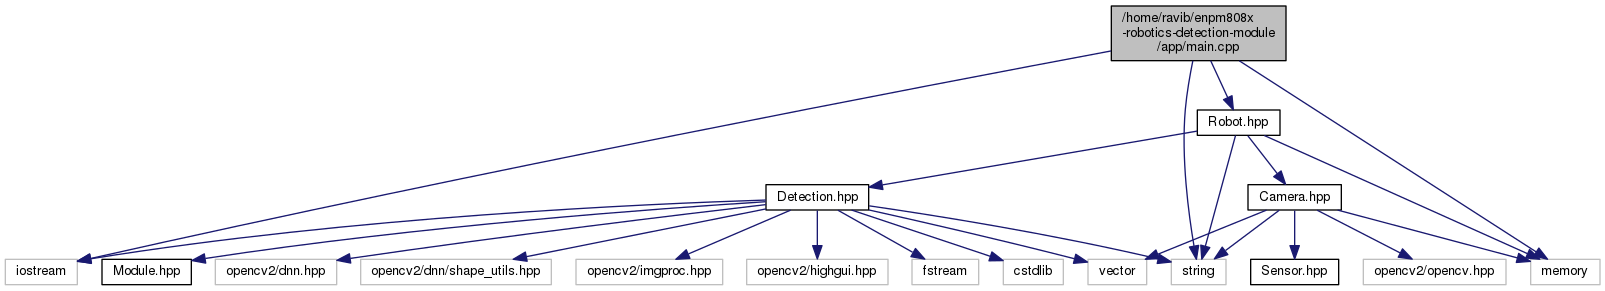 /home/ravib/enpm808x
-robotics-detection-module
/app/main.cpp
Robot.hpp
Detection.hpp
Camera.hpp
iostream
Module.hpp
opencv2/dnn.hpp
opencv2/dnn/shape_utils.hpp
opencv2/imgproc.hpp
opencv2/highgui.hpp
fstream
cstdlib
vector
string
Sensor.hpp
opencv2/opencv.hpp
memory